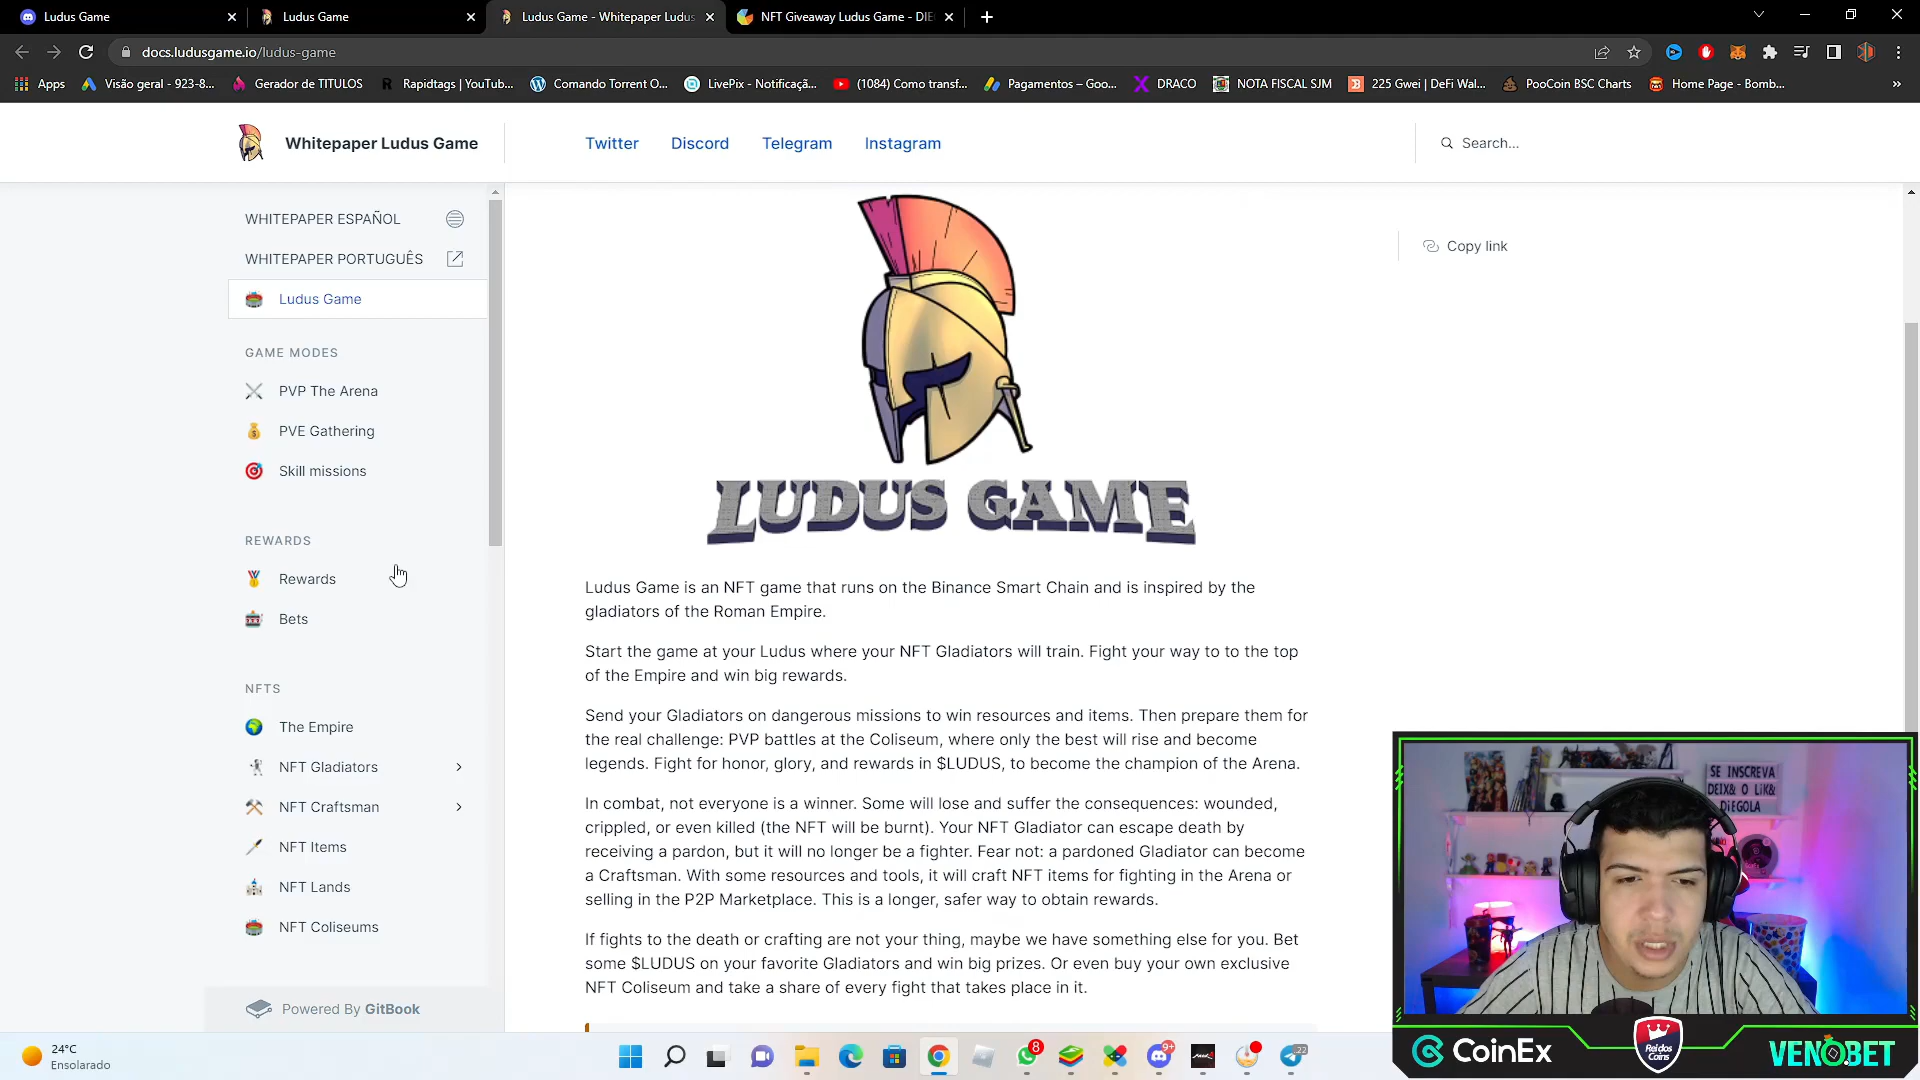 Ludus Game
Ludus Game
Ludus Game - Whitepaper Ludus
NFT Giveaway Ludus Game - DIE
docs.ludusgame.io/ludus-game
Apps
Visão geral - 923-8...
Gerador de TITULOS
Rapidtags | YouTub...
Comando Torrent O...
LivePix - Notificaçã...
(1084) Como transf...
Pagamentos – Goo...
DRACO
NOTA FISCAL SJM
225 Gwei | DeFi Wal...
PooCoin BSC Charts
Home Page - Bomb...
»
Whitepaper Ludus Game
Twitter
Discord
Telegram
Instagram
Search...
WHITEPAPER ESPAÑOL
WHITEPAPER PORTUGUÊS
Ludus Game
GAME MODES
PVP The Arena
PVE Gathering
Skill missions
REWARDS
Rewards
Bets
NFTS
The Empire
NFT Gladiators
NFT Craftsman
NFT Items
NFT Lands
NFT Coliseums
Powered By GitBook
Copy link
LUDUS GAME
Ludus Game is an NFT game that runs on the Binance Smart Chain and is inspired by the
gladiators of the Roman Empire.
Start the game at your Ludus where your NFT Gladiators will train. Fight your way to to the top
of the Empire and win big rewards.
Send your Gladiators on dangerous missions to win resources and items. Then prepare them for
the real challenge: PVP battles at the Coliseum, where only the best will rise and become
legends. Fight for honor, glory, and rewards in $LUDUS, to become the champion of the Arena.
In combat, not everyone is a winner. Some will lose and suffer the consequences: wounded,
crippled, or even killed (the NFT will be burnt). Your NFT Gladiator can escape death by
receiving a pardon, but it will no longer be a fighter. Fear not: a pardoned Gladiator can become
a Craftsman. With some resources and tools, it will craft NFT items for fighting in the Arena or
selling in the P2P Marketplace. This is a longer, safer way to obtain rewards.
If fights to the death or crafting are not your thing, maybe we have something else for you. Bet
some $LUDUS on your favorite Gladiators and win big prizes. Or even buy your own exclusive
NFT Coliseum and take a share of every fight that takes place in it.
SE INSCREVA
DEIX& O LIK&
DiEGOLA
CoinEx
Rei dos
Coins
VENOBET
24°C
Ensolarado
8
9+
22